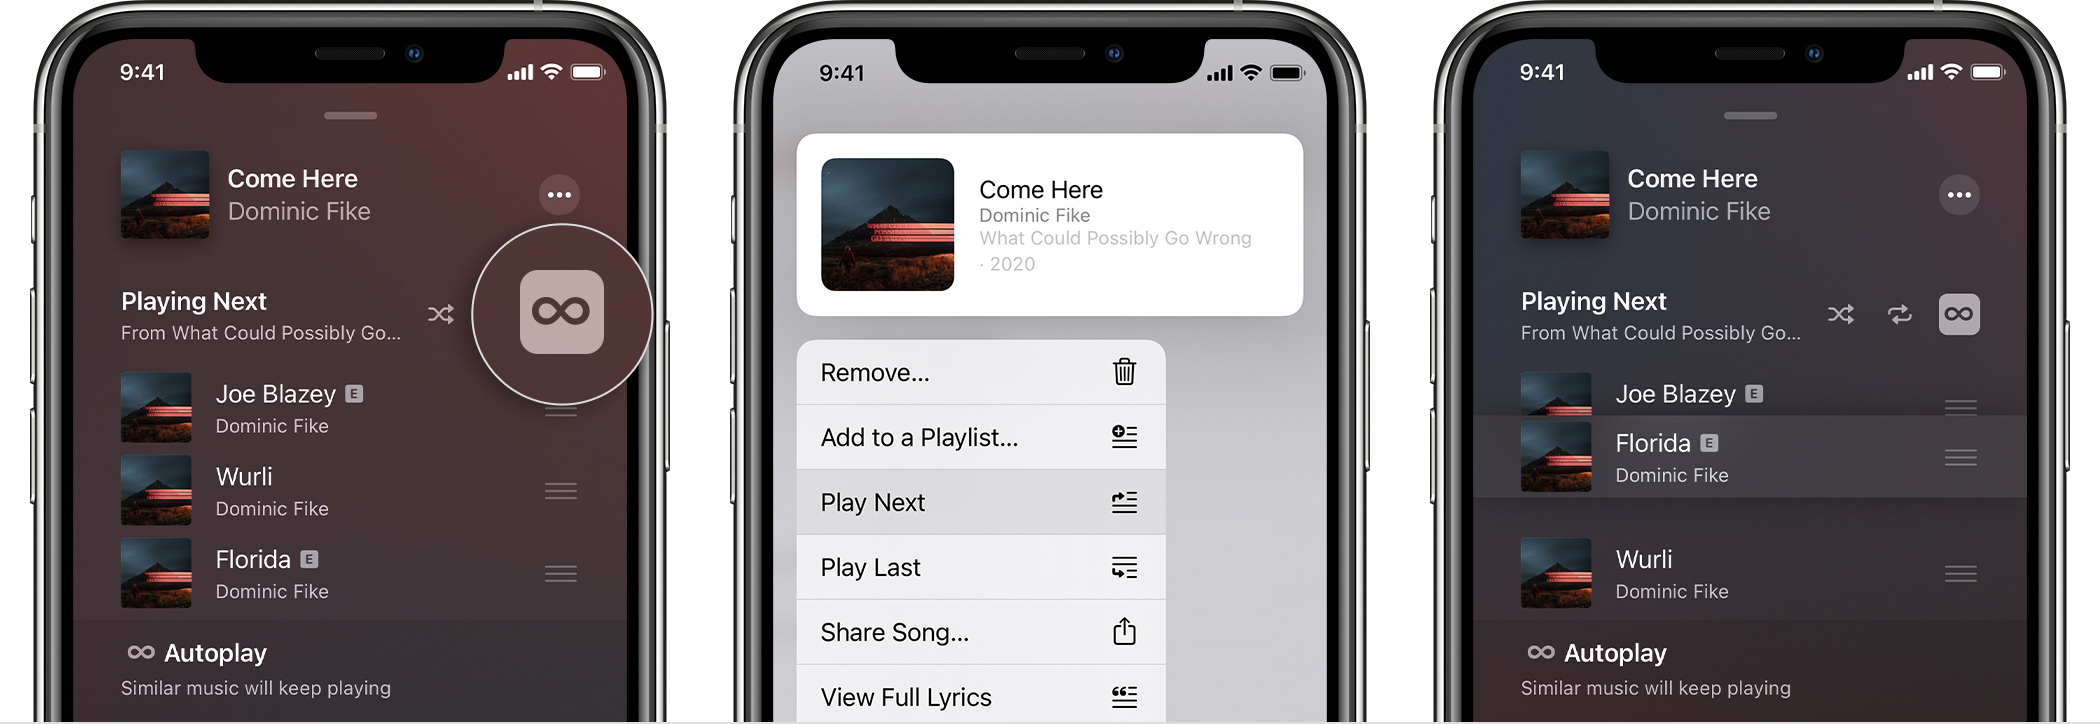 9:41
Come Here
Dominic Fike
Playing Next
From What Could Possibly Go...
Joe Blazey E
Dominic Fike
Wurli
Dominic Fike
Florida E
Dominic Fike
Autoplay
Similar music will keep playing
9:41
Come Here
Dominic Fike
What Could Possibly Go Wrong
· 2020
Remove...
Add to a Playlist...
Play Next
Play Last
Share Song...
View Full Lyrics
9:41
Come Here
Dominic Fike
Playing Next
From What Could Possibly Go...
Joe Blazey E
Florida E
Dominic Fike
Wurli
Dominic Fike
Autoplay
Similar music will keep playing